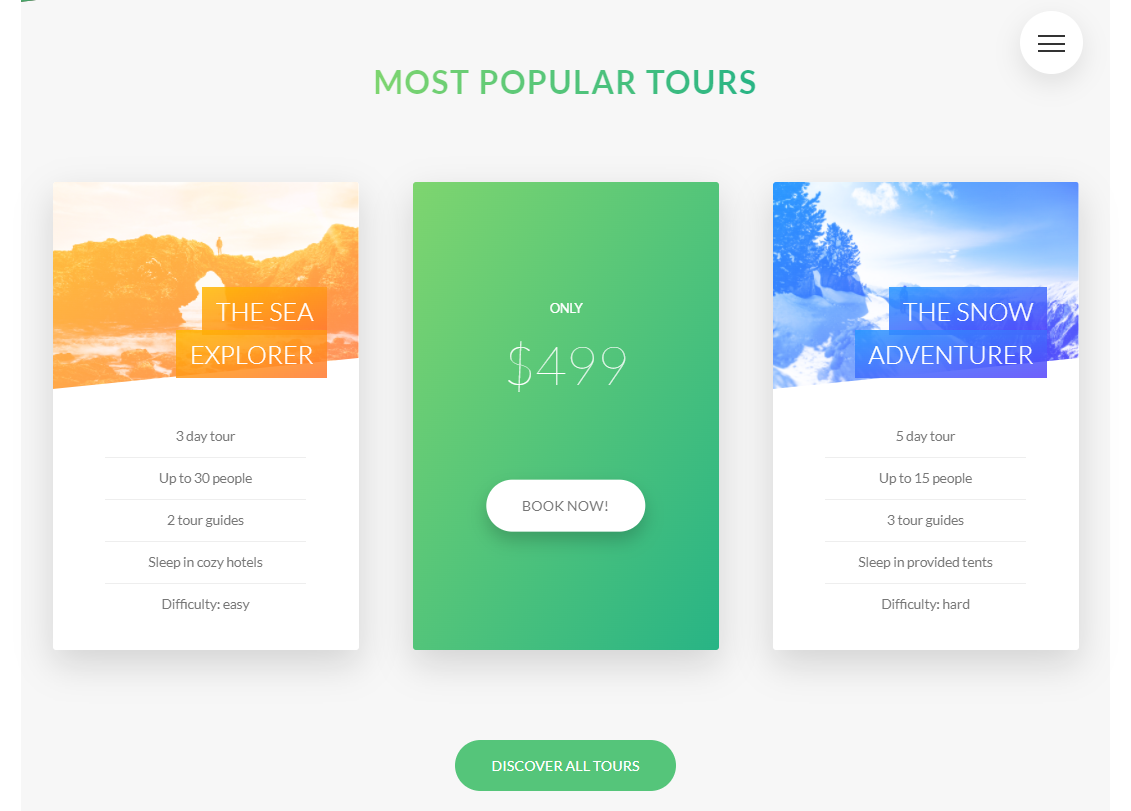 MOST POPULAR TOURS
THE SEA
EXPLORER
3 day tour
Up to 30 people
2 tour guides
Sleep in cozy hotels
Difficulty: easy
ONLY
$499
BOOK NOW!
THE SNOW
ADVENTURER
5 day tour
Up to 15 people
3 tour guides
Sleep in provided tents
Difficulty: hard
DISCOVER ALL TOURS